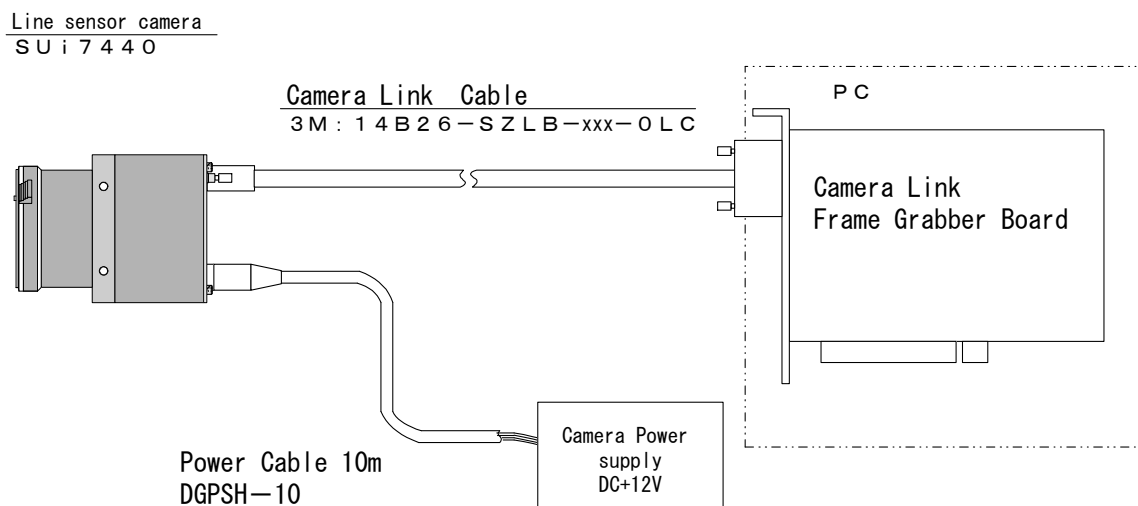 Line sensor camera
SUi7440
Camera Link Cable
3M：14B26－SZLB－xxx－0LC
PC
Camera Link
Frame Grabber Board
Camera Power
supply
DC+12V
Power Cable 10m
DGPSH－10